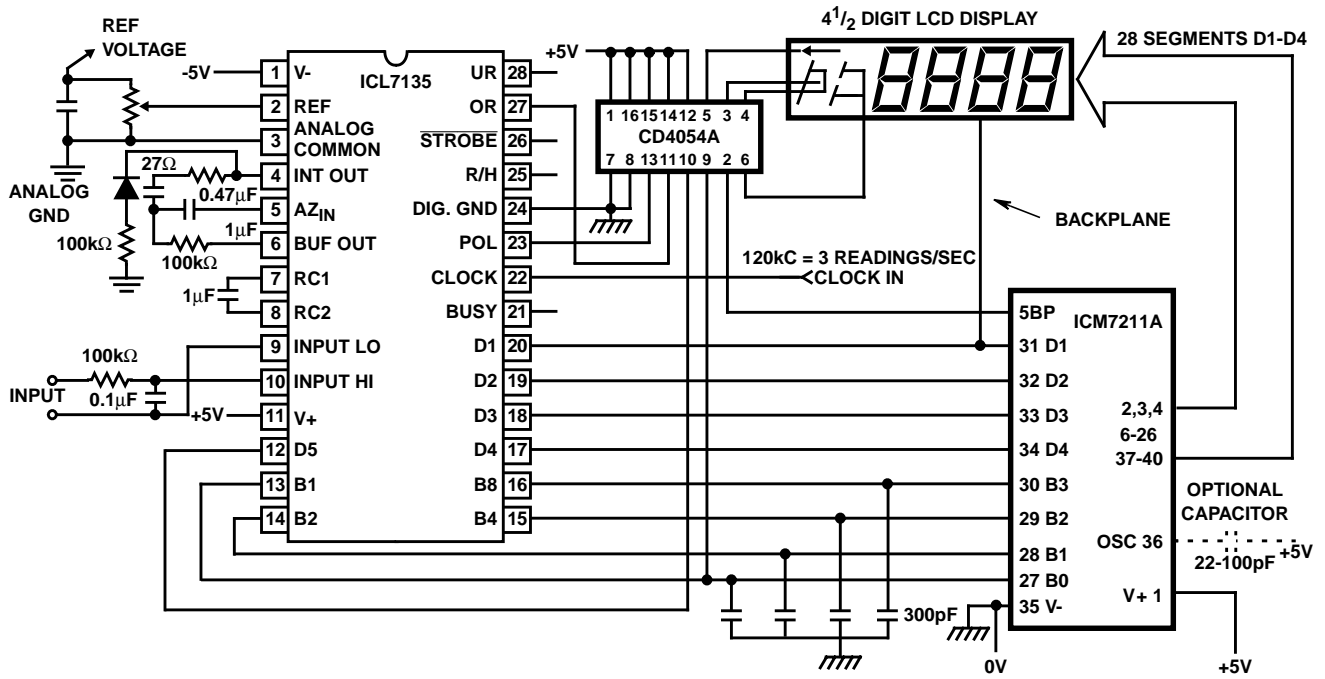 REF
VOLTAGE
-5V
ANALOG
GND
27Ω
0.47µF
100kΩ
1µF
100kΩ
1µF
100kΩ
INPUT
0.1µF
+5V
ICL7135
1 V-
2 REF
3 ANALOG
COMMON
4 INT OUT
5 AZIN
6 BUF OUT
7 RC1
8 RC2
9 INPUT LO
10 INPUT HI
11 V+
12 D5
13 B1
14 B2
UR 28
OR 27
STROBE 26
R/H 25
DIG. GND 24
POL 23
CLOCK 22
BUSY 21
D1 20
D2 19
D3 18
D4 17
B8 16
B4 15
+5V
1 16 15 14 12 5 3 4
CD4054A
7 8 13 11 10 9 2 6
4 1/2 DIGIT LCD DISPLAY
8888
28 SEGMENTS D1-D4
BACKPLANE
120kC = 3 READINGS/SEC
CLOCK IN
5BP
ICM7211A
31 D1
32 D2
33 D3
34 D4
30 B3
29 B2
28 B1
27 B0
35 V-
2,3,4
6-26
37-40
OSC 36
V+ 1
OPTIONAL
CAPACITOR
22-100pF
+5V
300pF
0V
+5V